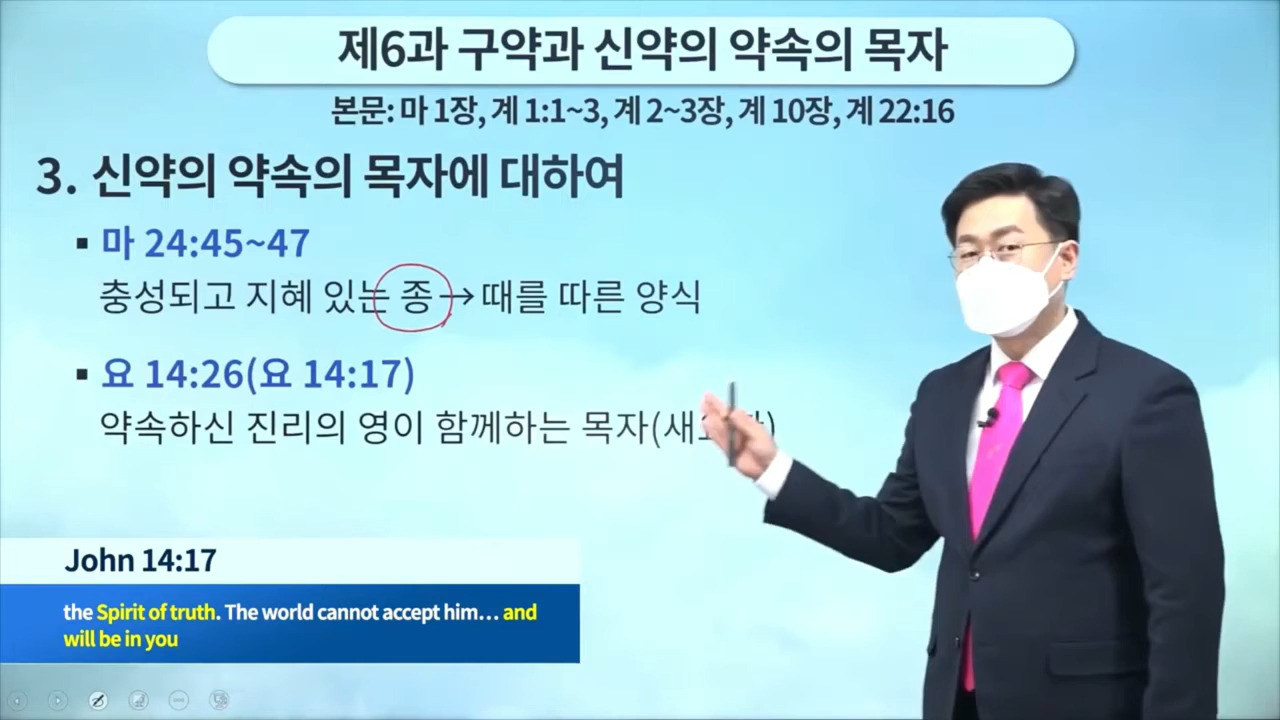 제6과 구약과 신약의 약속의 목자
본문: 마 1장, 계 1:1~3, 계 2~3장, 계 10장, 계 22:16
3. 신약의 약속의 목자에 대하여
▪ 마 24:45~47
충성되고 지혜 있는 종→때를 따른 양식
▪ 요 14:26(요 14:17)
약속하신 진리의 영이 함께하는 목자
John 14:17
the Spirit of truth. The world cannot accept him… and
will be in you